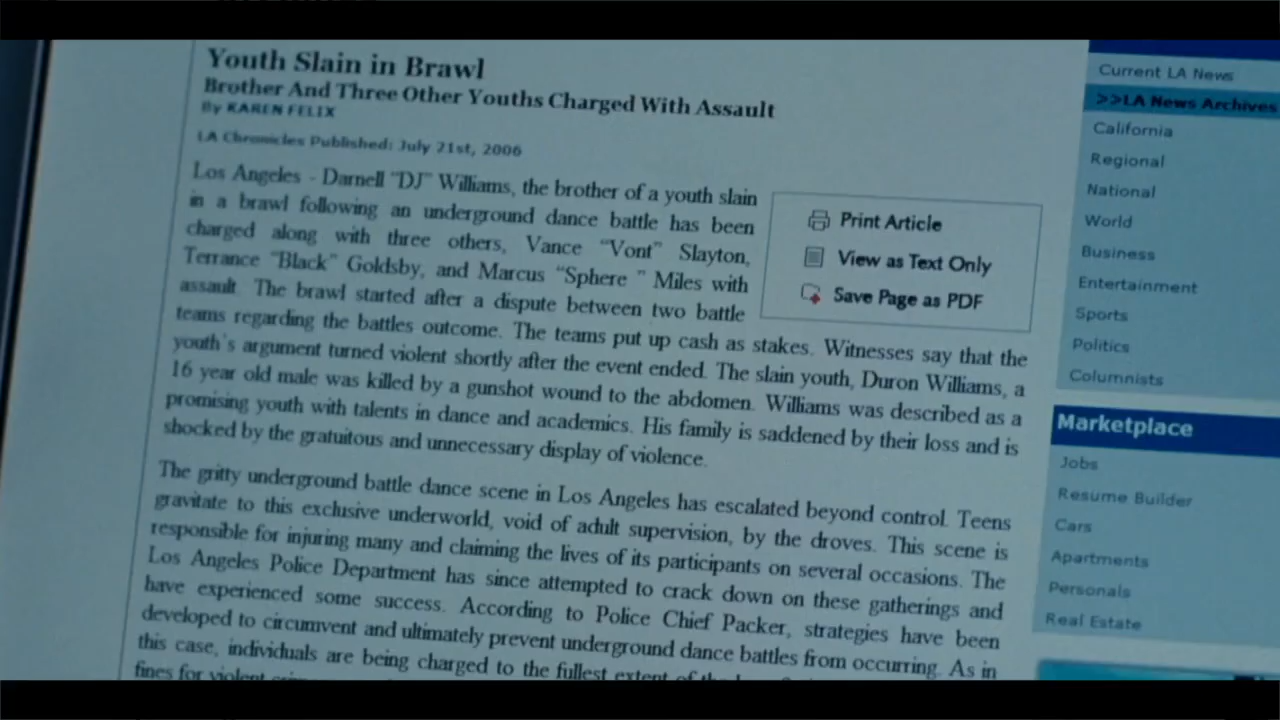 Youth Slain in Brawl
Brother And Three Other Youths Charged With Assault
By KAREN FELIX
LA Chronicles Published: July 21st, 2006
Los Angeles - Darnell "DJ" Williams, the brother of a youth slain
in a brawl following an underground dance battle has been
charged along with three others, Vance "Vont" Slayton,
Terrance "Black" Goldsby, and Marcus "Sphere " Miles with
assault. The brawl started after a dispute between two battle
teams regarding the battles outcome. The teams put up cash as stakes. Witnesses say that the
youth's argument turned violent shortly after the event ended. The slain youth, Duron Williams, a
16 year old male was killed by a gunshot wound to the abdomen. Williams was described as a
promising youth with talents in dance and academics. His family is saddened by their loss and is
shocked by the gratuitous and unnecessary display of violence.
The gritty underground battle dance scene in Los Angeles has escalated beyond control. Teens
gravitate to this exclusive underworld, void of adult supervision, by the droves. This scene is
responsible for injuring many and claiming the lives of its participants on several occasions. The
Los Angeles Police Department has since attempted to crack down on these gatherings and
have experienced some success. According to Police Chief Packer, strategies have been
developed to circumvent and ultimately prevent underground dance battles from occurring. As in
this case, individuals are being charged to the fullest extent of the
fines for violent
Print Article
View as Text Only
Save Page as PDF
Current LA News
>>LA News Archives
California
Regional
National
World
Business
Entertainment
Sports
Politics
Columnists
Marketplace
Jobs
Resume Builder
Cars
Apartments
Personals
Real Estate